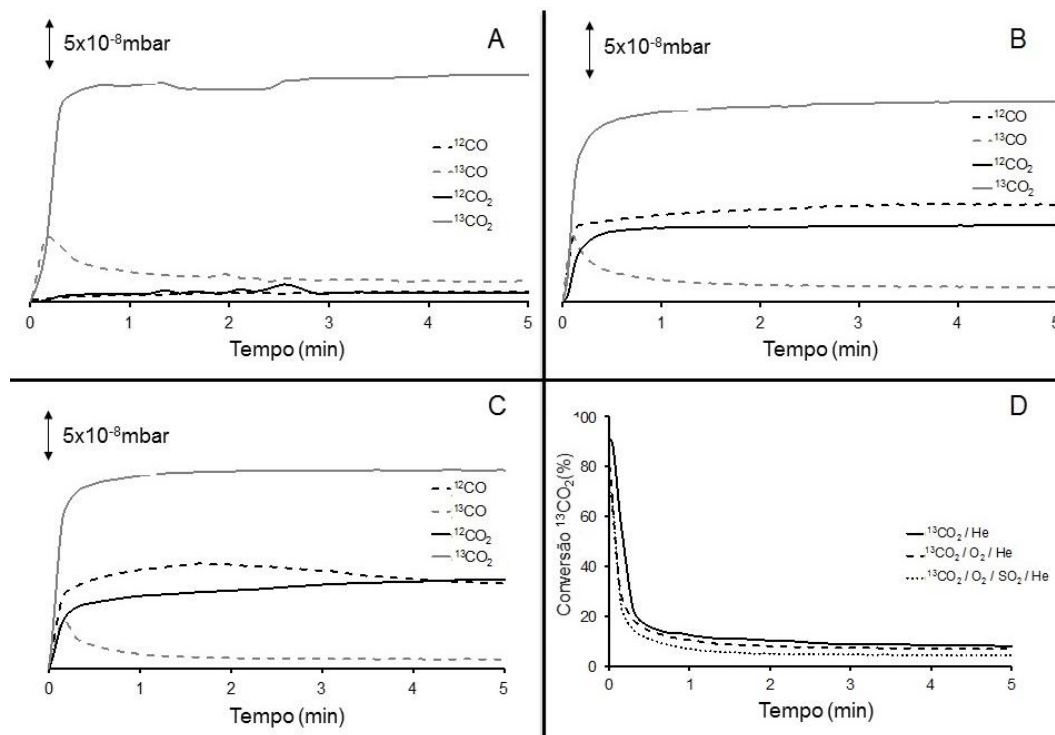 A
5x10⁻⁸mbar
¹²CO
¹³CO
¹²CO₂
¹³CO₂
0 1 2 3 4 5
Tempo (min)
B
5x10⁻⁸mbar
¹²CO
¹³CO
¹²CO₂
¹³CO₂
0 1 2 3 4 5
Tempo (min)
C
5x10⁻⁸mbar
¹²CO
¹³CO
¹²CO₂
¹³CO₂
0 1 2 3 4 5
Tempo (min)
D
Conversão ¹³CO₂(%)
100
80
60
40
20
0
¹³CO₂ / He
¹³CO₂ / O₂ / He
¹³CO₂ / O₂ / SO₂ / He
0 1 2 3 4 5
Tempo (min)